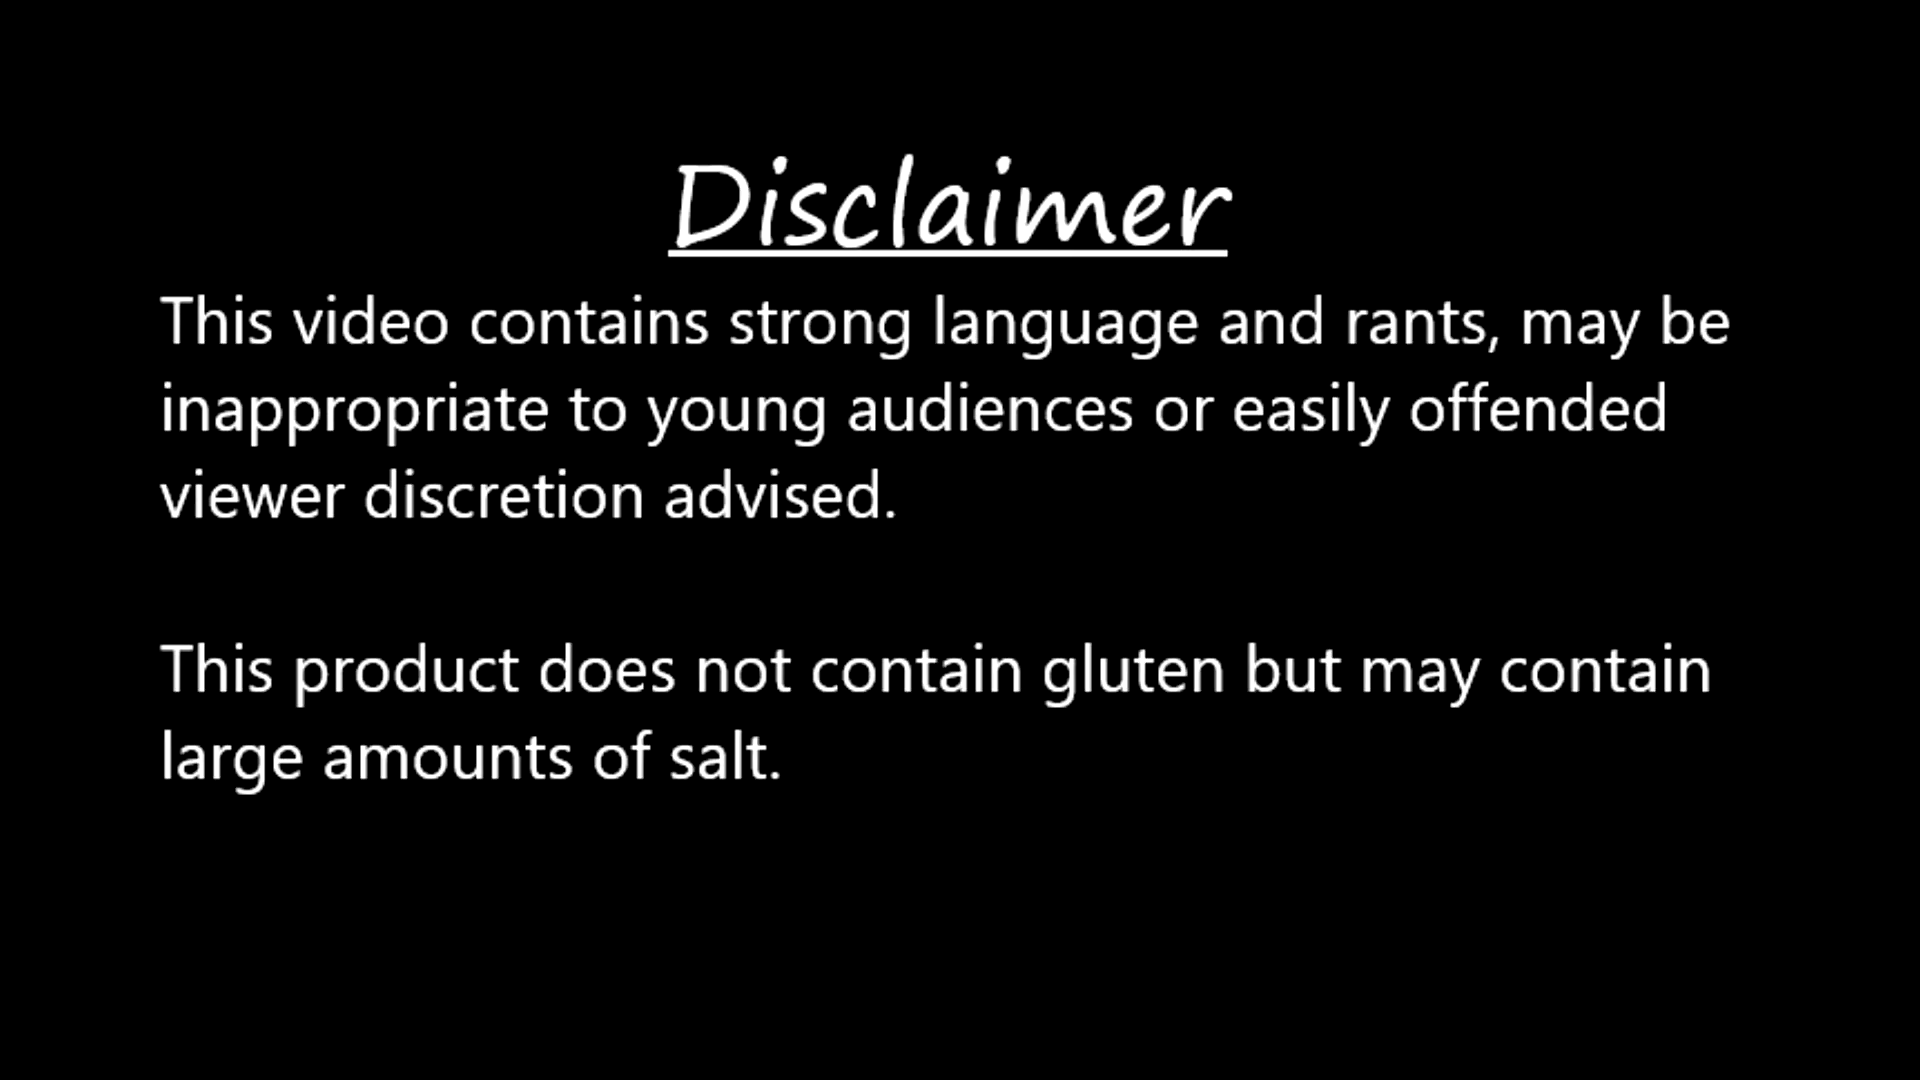 Disclaimer
This video contains strong language and rants, may be
inappropriate to young audiences or easily offended
viewer discretion advised.
This product does not contain gluten but may contain
large amounts of salt.